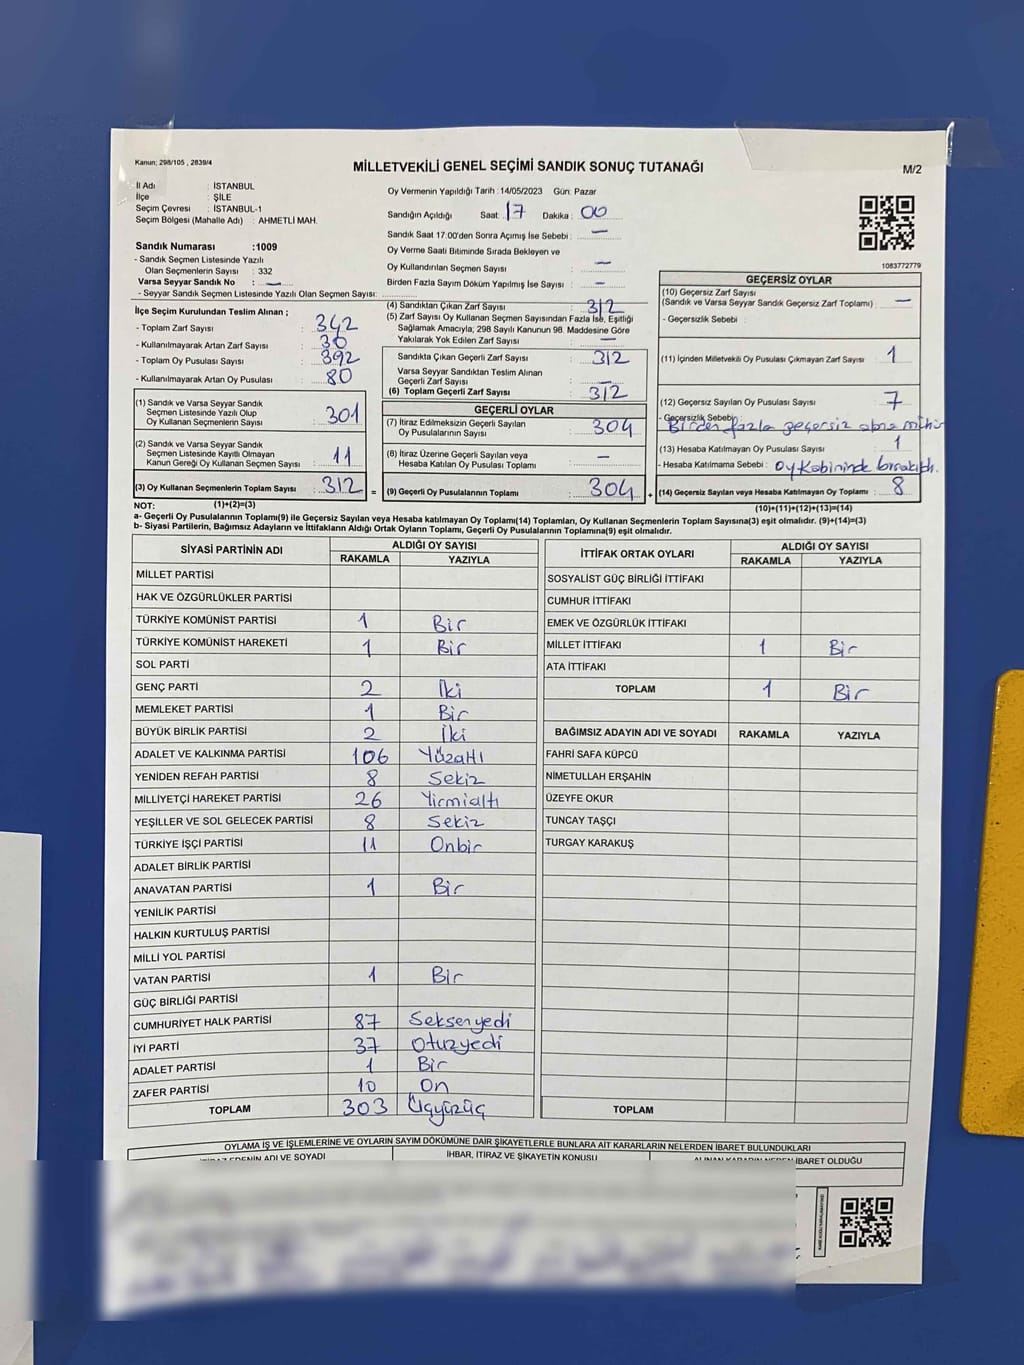 Kanun; 298/105 , 2839/4
MİLLETVEKİLİ GENEL SEÇİMİ SANDIK SONUÇ TUTANAĞI
M/2
İl Adı : İSTANBUL
İlçe : ŞİLE
Seçim Çevresi : İSTANBUL-1
Seçim Bölgesi (Mahalle Adı) : AHMETLİ MAH.
Sandık Numarası :1009
- Sandık Seçmen Listesinde Yazılı
Olan Seçmenlerin Sayısı : 332
Varsa Seyyar Sandık No : —
- Seyyar Sandık Seçmen Listesinde Yazılı Olan Seçmen Sayısı:
İlçe Seçim Kurulundan Teslim Alınan ;
- Toplam Zarf Sayısı : 342
- Kullanılmayarak Artan Zarf Sayısı : 30
- Toplam Oy Pusulası Sayısı : 392
- Kullanılmayarak Artan Oy Pusulası : 80
(1) Sandık ve Varsa Seyyar Sandık
Seçmen Listesinde Yazılı Olup
Oy Kullanan Seçmenlerin Sayısı : 301
(2) Sandık ve Varsa Seyyar Sandık
Seçmen Listesinde Kayıtlı Olmayan
Kanun Gereği Oy Kullanan Seçmen Sayısı : 11
(3) Oy Kullanan Seçmenlerin Toplam Sayısı : 312 =
Oy Vermenin Yapıldığı Tarih : 14/05/2023 Gün: Pazar
Sandığın Açıldığı Saat: 17 Dakika : 00
Sandık Saat 17:00'den Sonra Açımış İse Sebebi : —
Oy Verme Saati Bitiminde Sırada Bekleyen ve
Oy Kullandırılan Seçmen Sayısı : —
Birden Fazla Sayım Döküm Yapılmış İse Sayısı : —
(4) Sandıktan Çıkan Zarf Sayısı : 312
(5) Zarf Sayısı Oy Kullanan Seçmen Sayısından Fazla İse, Eşitliği
Sağlamak Amacıyla; 298 Sayılı Kanunun 98. Maddesine Göre
Yakılarak Yok Edilen Zarf Sayısı : —
Sandıkta Çıkan Geçerli Zarf Sayısı : 312
Varsa Seyyar Sandıktan Teslim Alınan
Geçerli Zarf Sayısı : —
(6) Toplam Geçerli Zarf Sayısı : 312
GEÇERLİ OYLAR
(7) İtiraz Edilmeksizin Geçerli Sayılan
Oy Pusulalarının Sayısı : 304
(8) İtiraz Üzerine Geçerli Sayılan veya
Hesaba Katılan Oy Pusulası Toplamı : —
(9) Geçerli Oy Pusulalarının Toplamı : 304 +
1083772779
GEÇERSİZ OYLAR
(10) Geçersiz Zarf Sayısı
(Sandık ve Varsa Seyyar Sandık Geçersiz Zarf Toplamı) : —
- Geçersizlik Sebebi :
(11) İçinden Milletvekili Oy Pusulası Çıkmayan Zarf Sayısı : 1
(12) Geçersiz Sayılan Oy Pusulası Sayısı : 7
- Geçersizlik Sebebi :
Birden fazla geçersiz
(13) Hesaba Katılmayan Oy Pusulası Sayısı : 1
- Hesaba Katılmama Sebebi : Oy Kabininde bırakıldı.
(14) Geçersiz Sayılan veya Hesaba Katılmayan Oy Toplamı : 8
NOT: (1)+(2)=(3)
(10)+(11)+(12)+(13)=(14)
a- Geçerli Oy Pusulalarının Toplamı(9) ile Geçersiz Sayılan veya Hesaba katılmayan Oy Toplamı(14) Toplamları, Oy Kullanan Seçmenlerin Toplam Sayısına(3) eşit olmalıdır. (9)+(14)=(3)
b- Siyasi Partilerin, Bağımsız Adayların ve İttifakların Aldığı Oyların Toplamı, Geçerli Oy Pusulalarının Toplamına(9) eşit olmalıdır.
SİYASİ PARTİNİN ADI ALDIĞI OY SAYISI
RAKAMLA YAZIYLA
MİLLET PARTİSİ
HAK VE ÖZGÜRLÜKLER PARTİSİ
TÜRKİYE KOMÜNİST PARTİSİ 1 Bir
TÜRKİYE KOMÜNİST HAREKETİ 1 Bir
SOL PARTİ
GENÇ PARTİ 2 İki
MEMLEKET PARTİSİ 1 Bir
BÜYÜK BİRLİK PARTİSİ 2 İki
ADALET VE KALKINMA PARTİSİ 106 Yüzaltı
YENİDEN REFAH PARTİSİ 8 Sekiz
MİLLİYETÇİ HAREKET PARTİSİ 26 Yirmialtı
YEŞİLLER VE SOL GELECEK PARTİSİ 8 Sekiz
TÜRKİYE İŞÇİ PARTİSİ 11 Onbir
ADALET BİRLİK PARTİSİ
ANAVATAN PARTİSİ 1 Bir
YENİLİK PARTİSİ
HALKIN KURTULUŞ PARTİSİ
MİLLİ YOL PARTİSİ
VATAN PARTİSİ 1 Bir
GÜÇ BİRLİĞİ PARTİSİ
CUMHURİYET HALK PARTİSİ 87 Seksenyedi
İYİ PARTİ 37 Otuzyedi
ADALET PARTİSİ 1 Bir
ZAFER PARTİSİ 10 On
TOPLAM 303 Üçyüzüç
İTTİFAK ORTAK OYLARI ALDIĞI OY SAYISI
RAKAMLA YAZIYLA
SOSYALİST GÜÇ BİRLİĞİ İTTİFAKI
CUMHUR İTTİFAKI
EMEK VE ÖZGÜRLÜK İTTİFAKI
MİLLET İTTİFAKI 1 Bir
ATA İTTİFAKI
TOPLAM 1 Bir
BAĞIMSIZ ADAYIN ADI VE SOYADI RAKAMLA YAZIYLA
FAHRİ SAFA KÜPCÜ
NİMETULLAH ERŞAHİN
ÜZEYFE OKUR
TUNCAY TAŞÇI
TURGAY KARAKUŞ
TOPLAM
OYLAMA İŞ VE İŞLEMLERİNE VE OYLARIN SAYIM DÖKÜMÜNE DAİR ŞİKAYETLERLE BUNLARA AİT KARARLARIN NELERDEN İBARET BULUNDUKLARI
ADI VE SOYADI İHBAR, İTİRAZ VE ŞİKAYETİN KONUSU ALINAN KARARIN NEDEN İBARET OLDUĞU